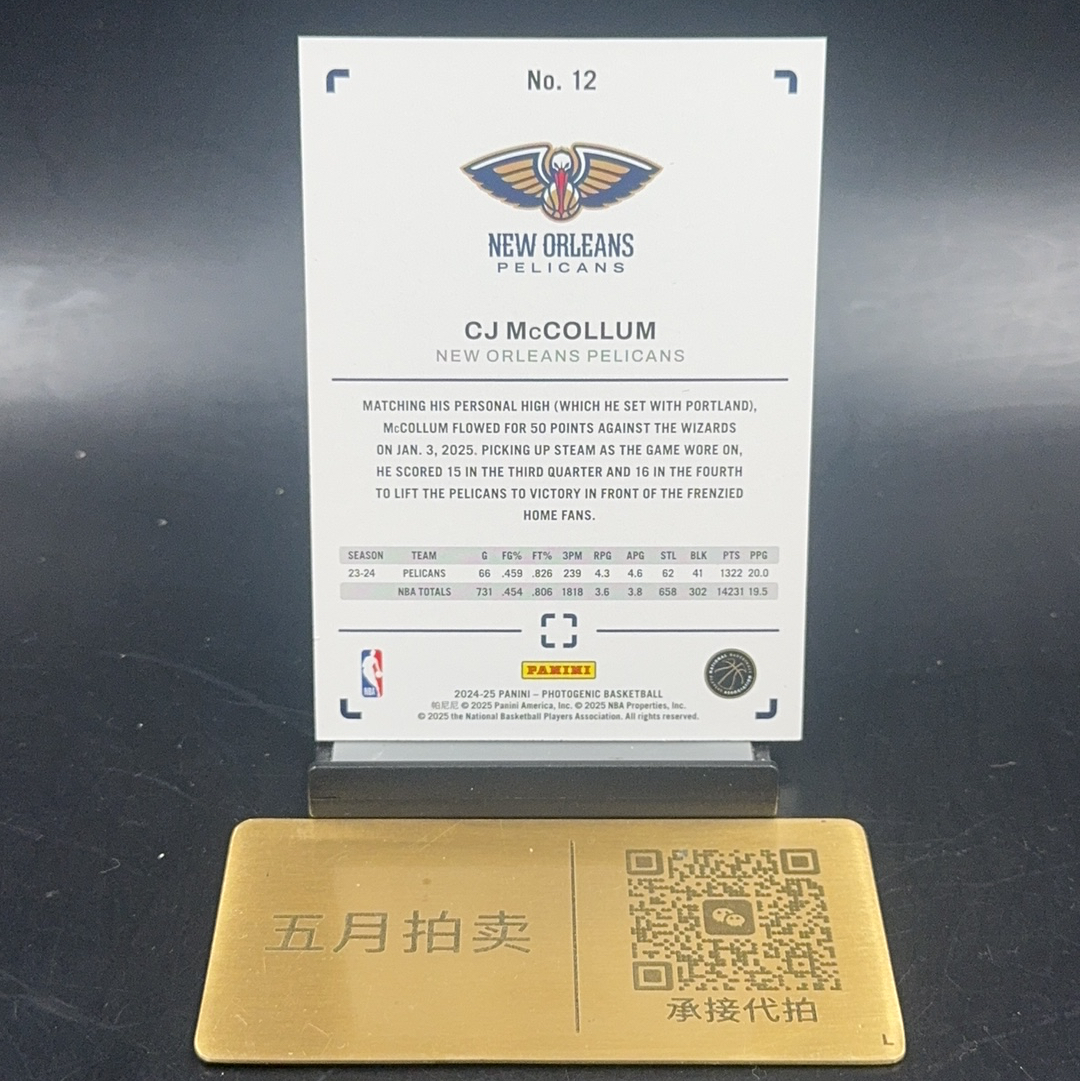 No. 12
NEW ORLEANS
PELICANS
CJ McCOLLUM
NEW ORLEANS PELICANS
MATCHING HIS PERSONAL HIGH (WHICH HE SET WITH PORTLAND),
McCOLLUM FLOWED FOR 50 POINTS AGAINST THE WIZARDS
ON JAN. 3, 2025. PICKING UP STEAM AS THE GAME WORE ON,
HE SCORED 15 IN THE THIRD QUARTER AND 16 IN THE FOURTH
TO LIFT THE PELICANS TO VICTORY IN FRONT OF THE FRENZIED
HOME FANS.
SEASON TEAM G FG% FT% 3PM RPG APG STL BLK PTS PPG
23-24 PELICANS 66 .459 .826 239 4.3 4.6 62 41 1322 20.0
NBA TOTALS 731 .454 .806 1818 3.6 3.8 658 302 14231 19.5
PANINI
NBA
2024-25 PANINI – PHOTOGENIC BASKETBALL
帕尼尼 © 2025 Panini America, Inc. © 2025 NBA Properties, Inc.
© 2025 the National Basketball Players Association. All rights reserved.
五月拍卖
承接代拍
L